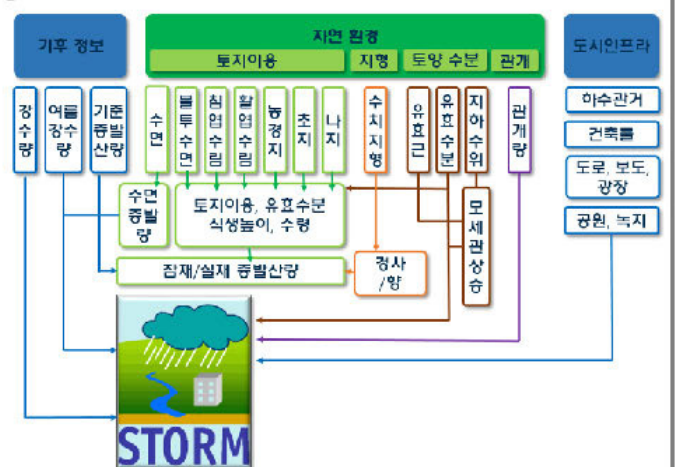 기후 정보
자연 환경
도시인프라
토지이용
지형
토양 수분
관개
강수량
여름강수량
기준증발산량
수면
불투수면
침엽수림
활엽수림
농경지
초지
나지
수치지형
유효근
유효수분
지하수위
관개량
하수관거
건축률
도로, 보도,
광장
공원, 녹지
수면
증발
량
토지이용, 유효수분
식생높이, 수령
모세관상승
잠재/실재 증발산량
경사
/향
STORM